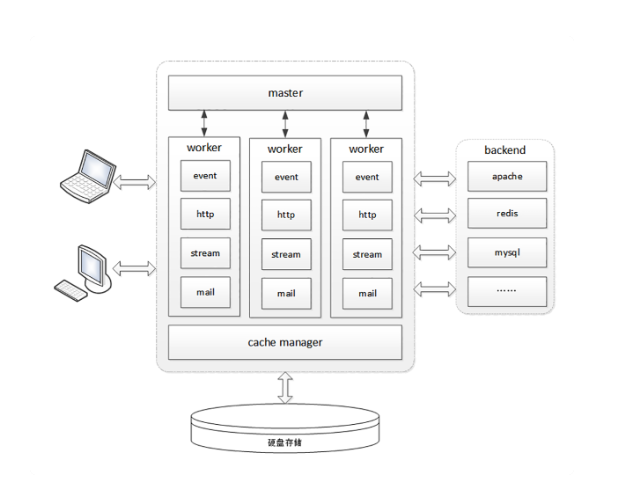 master
worker
worker
worker
event
event
event
http
http
http
stream
stream
stream
mail
mail
mail
cache manager
backend
apache
redis
mysql
……
硬盘存储